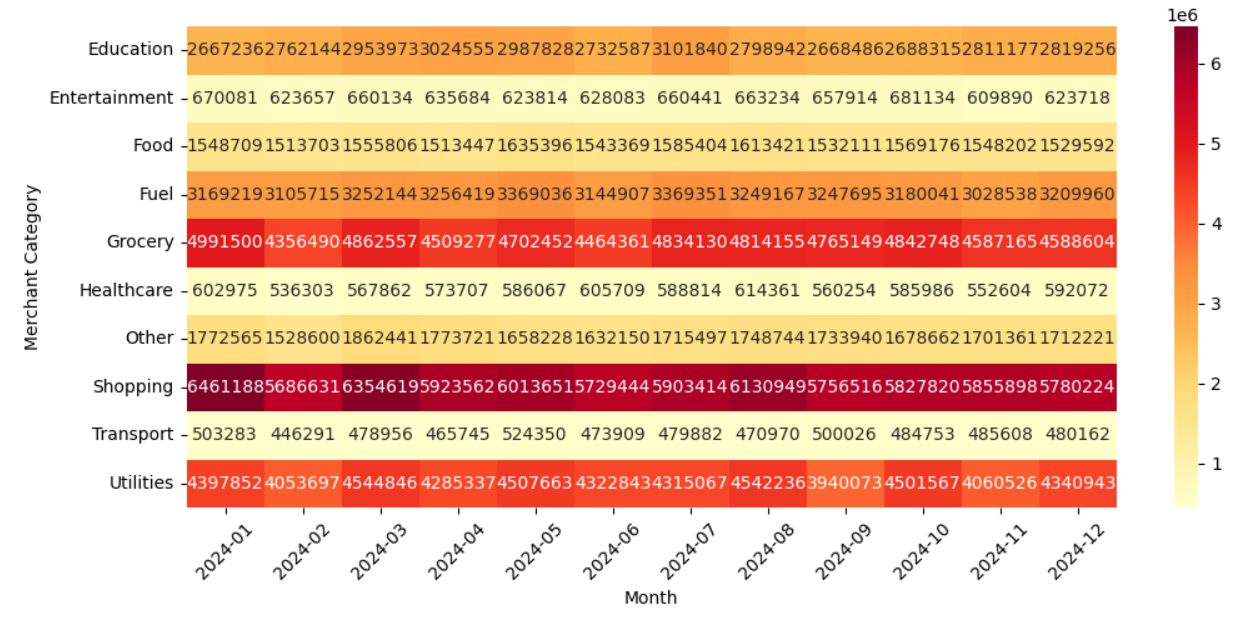 1e6
Education 2667236 2762144 2953973 3024555 2987828 2732587 3101840 2798942 2668486 2688315 2811177 2819256
Entertainment 670081 623657 660134 635684 623814 628083 660441 663234 657914 681134 609890 623718
Food 1548709 1513703 1555806 1513447 1635396 1543369 1585404 1613421 1532111 1569176 1548202 1529592
Fuel 3169219 3105715 3252144 3256419 3369036 3144907 3369351 3249167 3247695 3180041 3028538 3209960
Grocery 4991500 4356490 4862557 4509277 4702452 4464361 4834130 4814155 4765149 4842748 4587165 4588604
Healthcare 602975 536303 567862 573707 586067 605709 588814 614361 560254 585986 552604 592072
Other 1772565 1528600 1862441 1773721 1658228 1632150 1715497 1748744 1733940 1678662 1701361 1712221
Shopping 6461188 5686631 6354619 5923562 6013651 5729444 5903414 6130949 5756516 5827820 5855898 5780224
Transport 503283 446291 478956 465745 524350 473909 479882 470970 500026 484753 485608 480162
Utilities 4397852 4053697 4544846 4285337 4507663 4322843 4315067 4542236 3940073 4501567 4060526 4340943
2024-01 2024-02 2024-03 2024-04 2024-05 2024-06 2024-07 2024-08 2024-09 2024-10 2024-11 2024-12
Month
Merchant Category
6
5
4
3
2
1